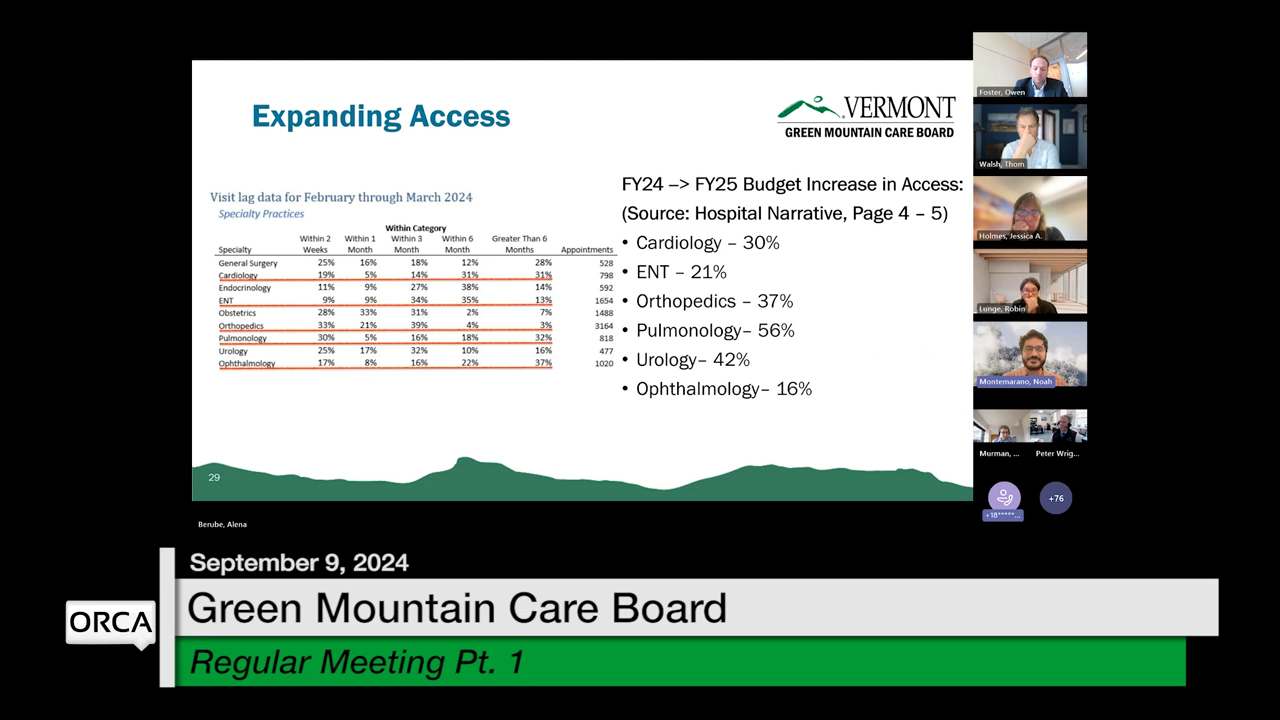 Expanding Access
VERMONT
GREEN MOUNTAIN CARE BOARD
Visit lag data for February through March 2024
Specialty Practices
Within Category
Specialty Within 2 Weeks Within 1 Month Within 3 Month Within 6 Month Greater Than 6 Months Appointments
General Surgery 25% 16% 18% 12% 28% 528
Cardiology 19% 5% 14% 31% 31% 798
Endocrinology 11% 9% 27% 38% 14% 592
ENT 9% 9% 34% 35% 13% 1654
Obstetrics 28% 33% 31% 2% 7% 1488
Orthopedics 33% 21% 39% 4% 3% 3164
Pulmonology 30% 5% 16% 18% 32% 818
Urology 25% 17% 32% 10% 16% 477
Ophthalmology 17% 8% 16% 22% 37% 1020
FY24 –> FY25 Budget Increase in Access:
(Source: Hospital Narrative, Page 4 – 5)
• Cardiology – 30%
• ENT – 21%
• Orthopedics – 37%
• Pulmonology– 56%
• Urology– 42%
• Ophthalmology– 16%
29
Foster, Owen
Walsh, Thom
Holmes, Jessica A.
Lunge, Robin
Montemarano, Noah
Murman, ...
Peter Wrig...
+18*****...
+76
Berube, Alena
September 9, 2024
ORCA
Green Mountain Care Board
Regular Meeting Pt. 1